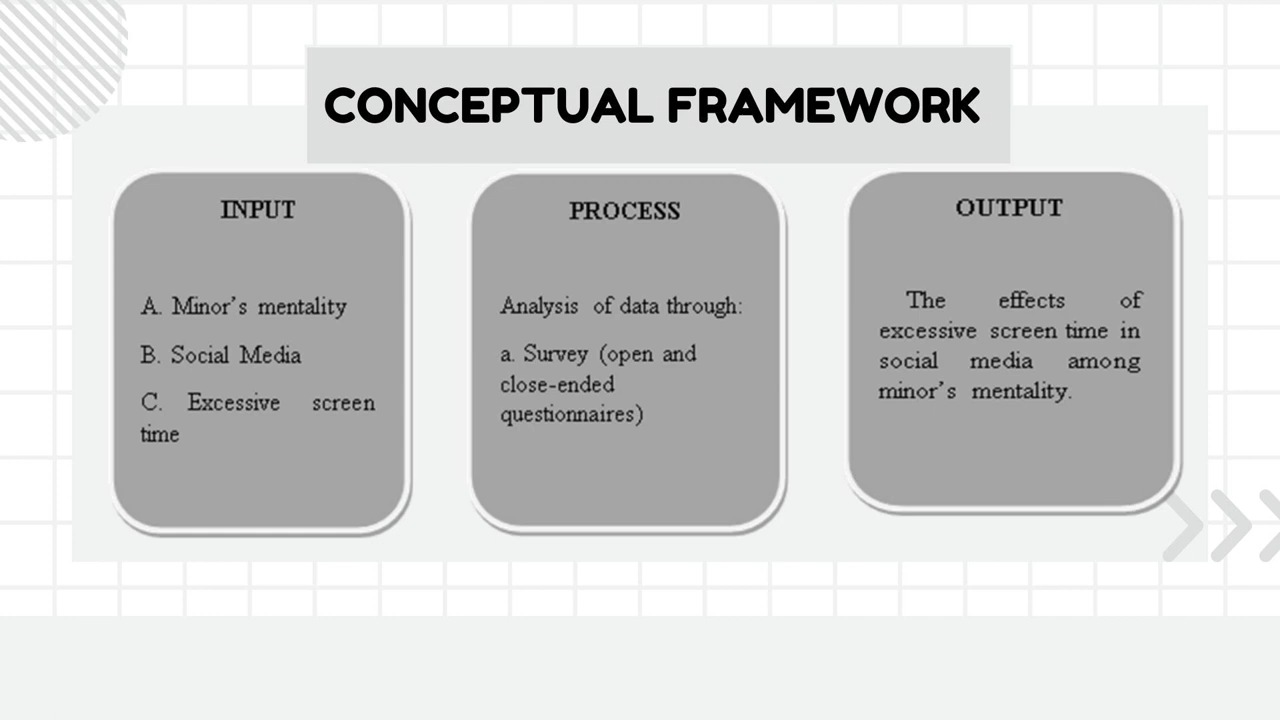 CONCEPTUAL FRAMEWORK
INPUT
A. Minor's mentality
B. Social Media
C. Excessive screen
time
PROCESS
Analysis of data through:
a. Survey (open and
close-ended
questionnaires)
OUTPUT
The effects of
excessive screen time in
social media among
minor's mentality.